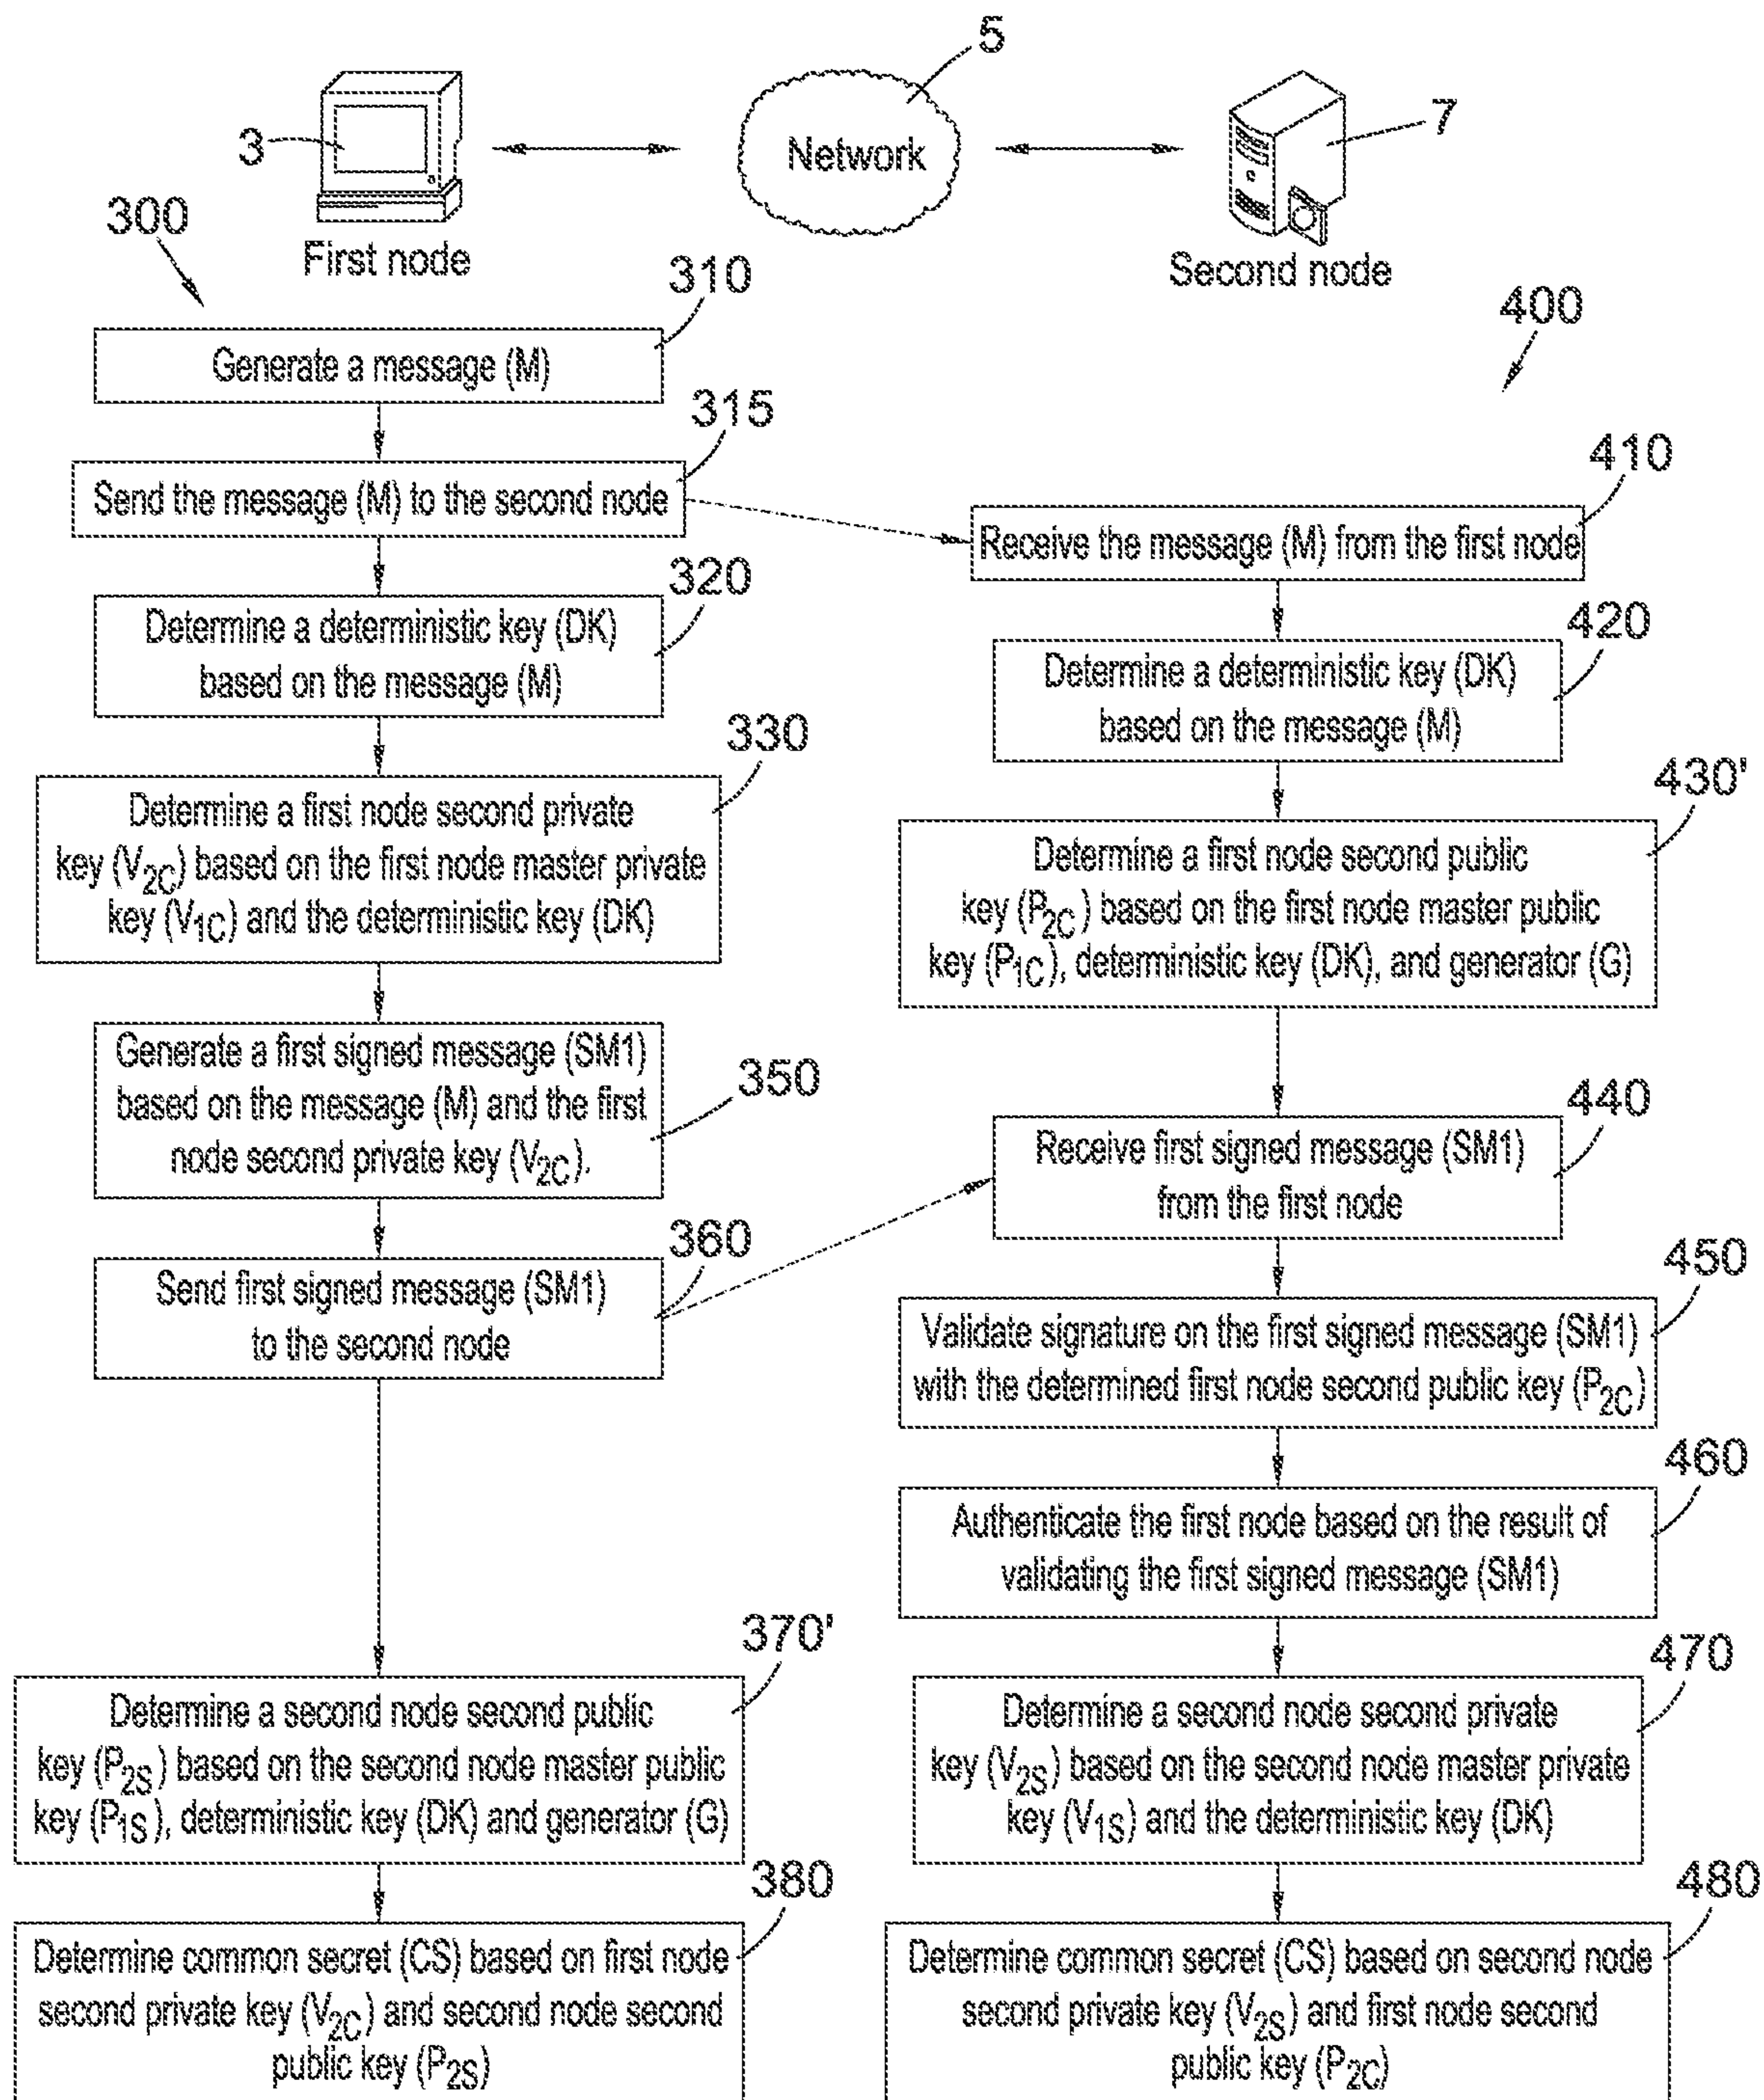 5
3
Network
7
First node
Second node
300
310
400
Generate a message (M)
315
Send the message (M) to the second node
410
Receive the message (M) from the first node
320
Determine a deterministic key (DK)
based on the message (M)
420
Determine a deterministic key (DK)
based on the message (M)
330
Determine a first node second private
key (V2C) based on the first node master private
key (V1C) and the deterministic key (DK)
430'
Determine a first node second public
key (P2C) based on the first node master public
key (P1C), deterministic key (DK), and generator (G)
Generate a first signed message (SM1)
based on the message (M) and the first
node second private key (V2C).
350
440
Receive first signed message (SM1)
from the first node
360
Send first signed message (SM1)
to the second node
450
Validate signature on the first signed message (SM1)
with the determined first node second public key (P2C)
460
Authenticate the first node based on the result of
validating the first signed message (SM1)
370'
Determine a second node second public
key (P2S) based on the second node master public
key (P1S), deterministic key (DK) and generator (G)
470
Determine a second node second private
key (V2S) based on the second node master private
key (V1S) and the deterministic key (DK)
380
Determine common secret (CS) based on first node
second private key (V2C) and second node second
public key (P2S)
480
Determine common secret (CS) based on second node
second private key (V2S) and first node second
public key (P2C)